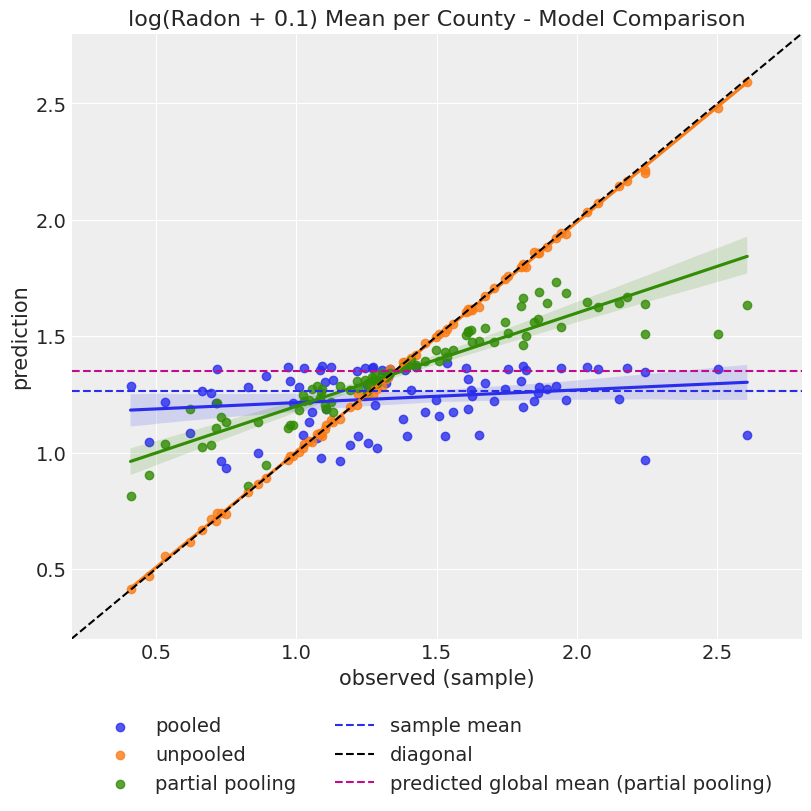 log(Radon + 0.1) Mean per County - Model Comparison
prediction
2.5
2.0
1.5
1.0
0.5
0.5 1.0 1.5 2.0 2.5
observed (sample)
pooled
unpooled
partial pooling
sample mean
diagonal
predicted global mean (partial pooling)